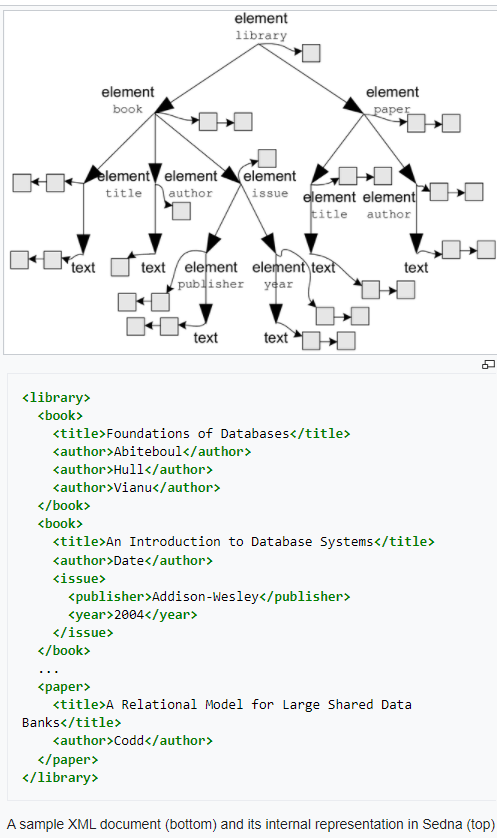 element
library
element element
book paper
element element element element element
title author issue title author
text text element element text text
publisher year
text text
<library>
  <book>
    <title>Foundations of Databases</title>
    <author>Abiteboul</author>
    <author>Hull</author>
    <author>Vianu</author>
  </book>
  <book>
    <title>An Introduction to Database Systems</title>
    <author>Date</author>
    <issue>
      <publisher>Addison-Wesley</publisher>
      <year>2004</year>
    </issue>
  </book>
  ...
  <paper>
    <title>A Relational Model for Large Shared Data
Banks</title>
    <author>Codd</author>
  </paper>
</library>
A sample XML document (bottom) and its internal representation in Sedna (top)